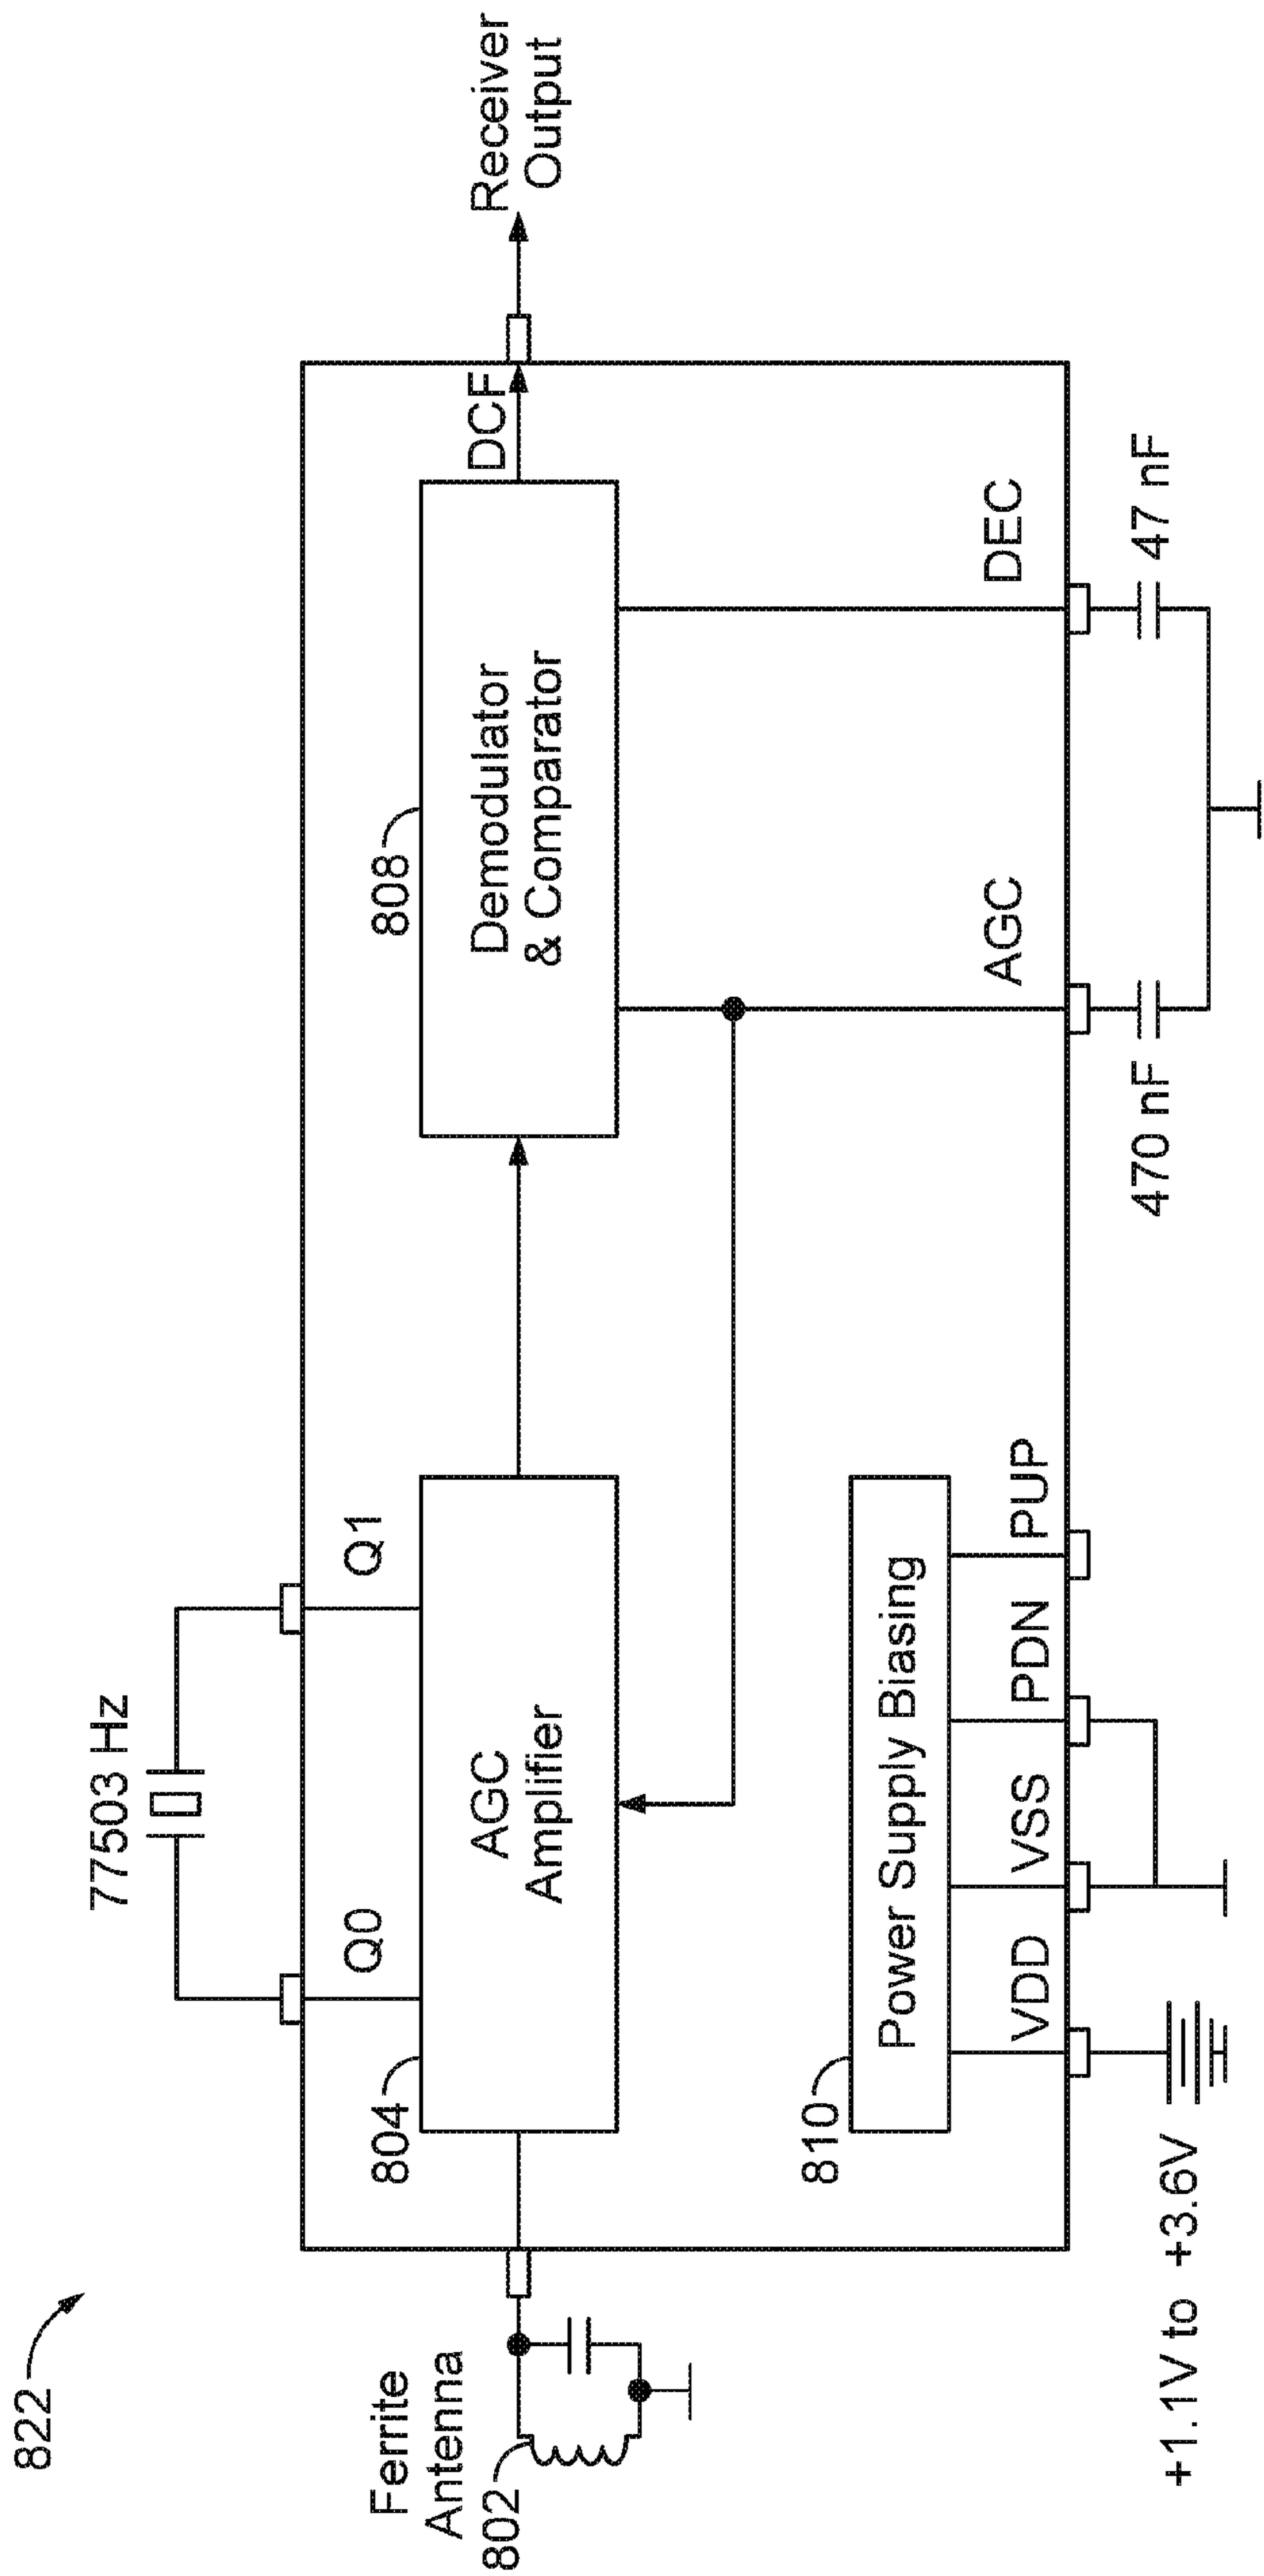 822
77503 Hz
Q0
Q1
Ferrite
Antenna
802
804
AGC
Amplifier
808
Demodulator
& Comparator
DCF
Receiver
Output
810
Power Supply Biasing
VDD
VSS
PDN
PUP
AGC
DEC
+1.1V to +3.6V
470 nF
47 nF